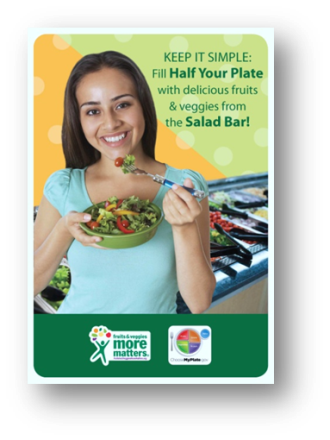 KEEP IT SIMPLE:
Fill Half Your Plate
with delicious fruits
& veggies from
the Salad Bar!
fruits & veggies
more
matters.
ChooseMyPlate.gov